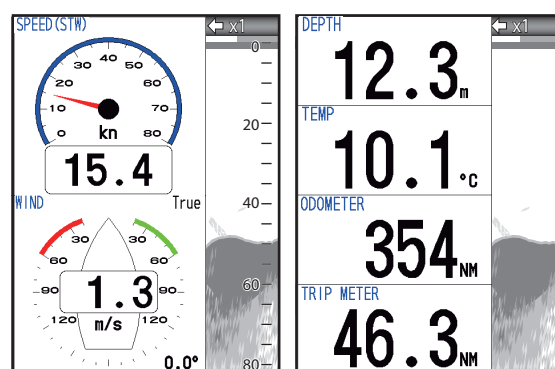 SPEED(STW)
x1
0
20
40
60
80
0
10
20
30
40
50
60
70
80
kn
15.4
WIND
True
30
30
60
60
90
90
120
120
1.3
m/s
0.0°
DEPTH
x1
12.3m
TEMP
10.1°C
ODOMETER
354NM
TRIP METER
46.3NM